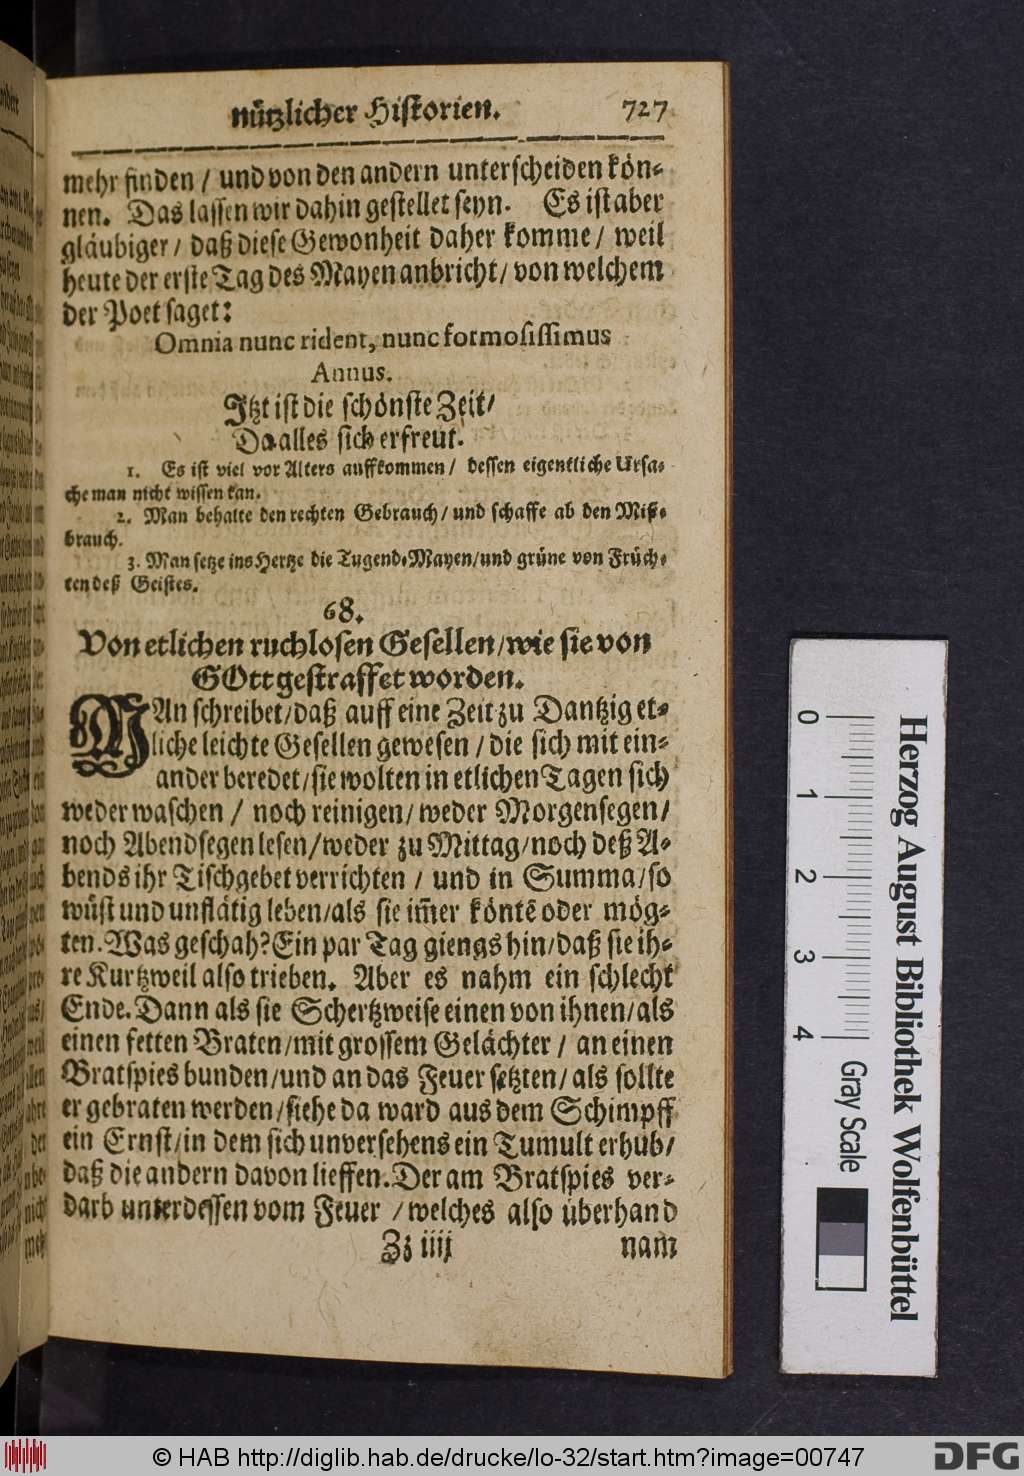 nützlicher Historien. 727
mehr finden / und von den andern unterscheiden kön-
nen. Das lassen wir dahin gestellet seyn. Es ist aber
gläubiger / daß diese Gewonheit daher komme / weil
heute der erste Tag des Mayen anbricht / von welchem
der Poet saget:
Omnia nunc rident, nunc formosissimus
Annus.
Itzt ist die schönste Zeit /
Da alles sich erfreut.
1. Es ist viel vor Alters auffkommen / dessen eigentliche Ursa-
che man nicht wissen kan.
2. Man behalte den rechten Gebrauch / und schaffe ab den Miß-
brauch.
3. Man setze ins Hertze die Tugend-Mayen / und grüne von Früch-
ten deß Geistes.
68.
Von etlichen ruchlosen Gesellen / wie sie von
GOtt gestraffet worden.
MAn schreibet / daß auff eine Zeit zu Dantzig et-
liche leichte Gesellen gewesen / die sich mit ein-
ander beredet / sie wolten in etlichen Tagen sich
weder waschen / noch reinigen / weder Morgensegen /
noch Abendsegen lesen / weder zu Mittag / noch deß A-
bends ihr Tischgebet verrichten / und in Summa / so
wüst und unflätig leben / als sie im̃er köntẽ oder mög-
ten. Was geschah? Ein par Tag giengs hin / daß sie ih-
re Kurtzweil also trieben. Aber es nahm ein schlecht
Ende. Dann als sie Schertzweise einen von ihnen / als
einen fetten Braten / mit grossem Gelächter / an einen
Bratspies bunden / und an das Feuer setzten / als sollte
er gebraten werden / siehe da ward aus dem Schimpff
ein Ernst / in dem sich unversehens ein Tumult erhub /
daß die andern davon lieffen. Der am Bratspies ver-
darb unterdessen vom Feuer / welches also überhand
Zz iiij nam
0 1 2 3 4
Gray Scale
Herzog August Bibliothek Wolfenbüttel
© HAB http://diglib.hab.de/drucke/lo-32/start.htm?image=00747
DFG